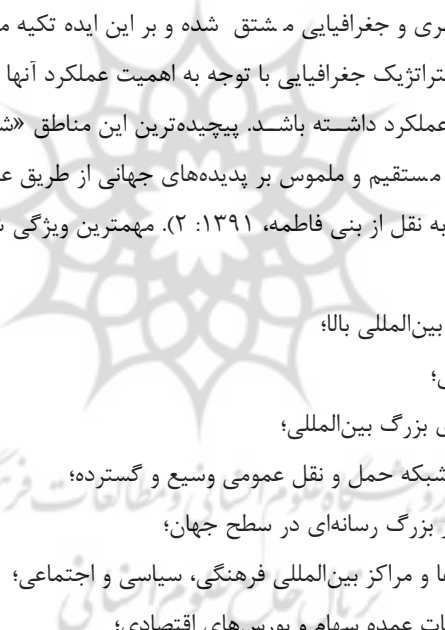 هری و جغرافیایی مشتق شده و بر این ایده تکیه
تراتژیک جغرافیایی با توجه به اهمیت عملکرد آنها
عملکرد داشته باشد. پیچیده‌ترین این مناطق «
مستقیم و ملموس بر پدیده‌های جهانی از طریق
به نقل از بنی فاطمه، ۱۳۹۱: ۲). مهمترین ویژگی
بین‌المللی بالا؛
ی بزرگ بین‌المللی؛
شبکه حمل و نقل عمومی وسیع و گسترده؛
ز بزرگ رسانه‌ای در سطح جهان؛
ها و مراکز بین‌المللی فرهنگی، سیاسی و اجتماعی؛
ات عمده سهام و بورس‌های اقتصادی؛